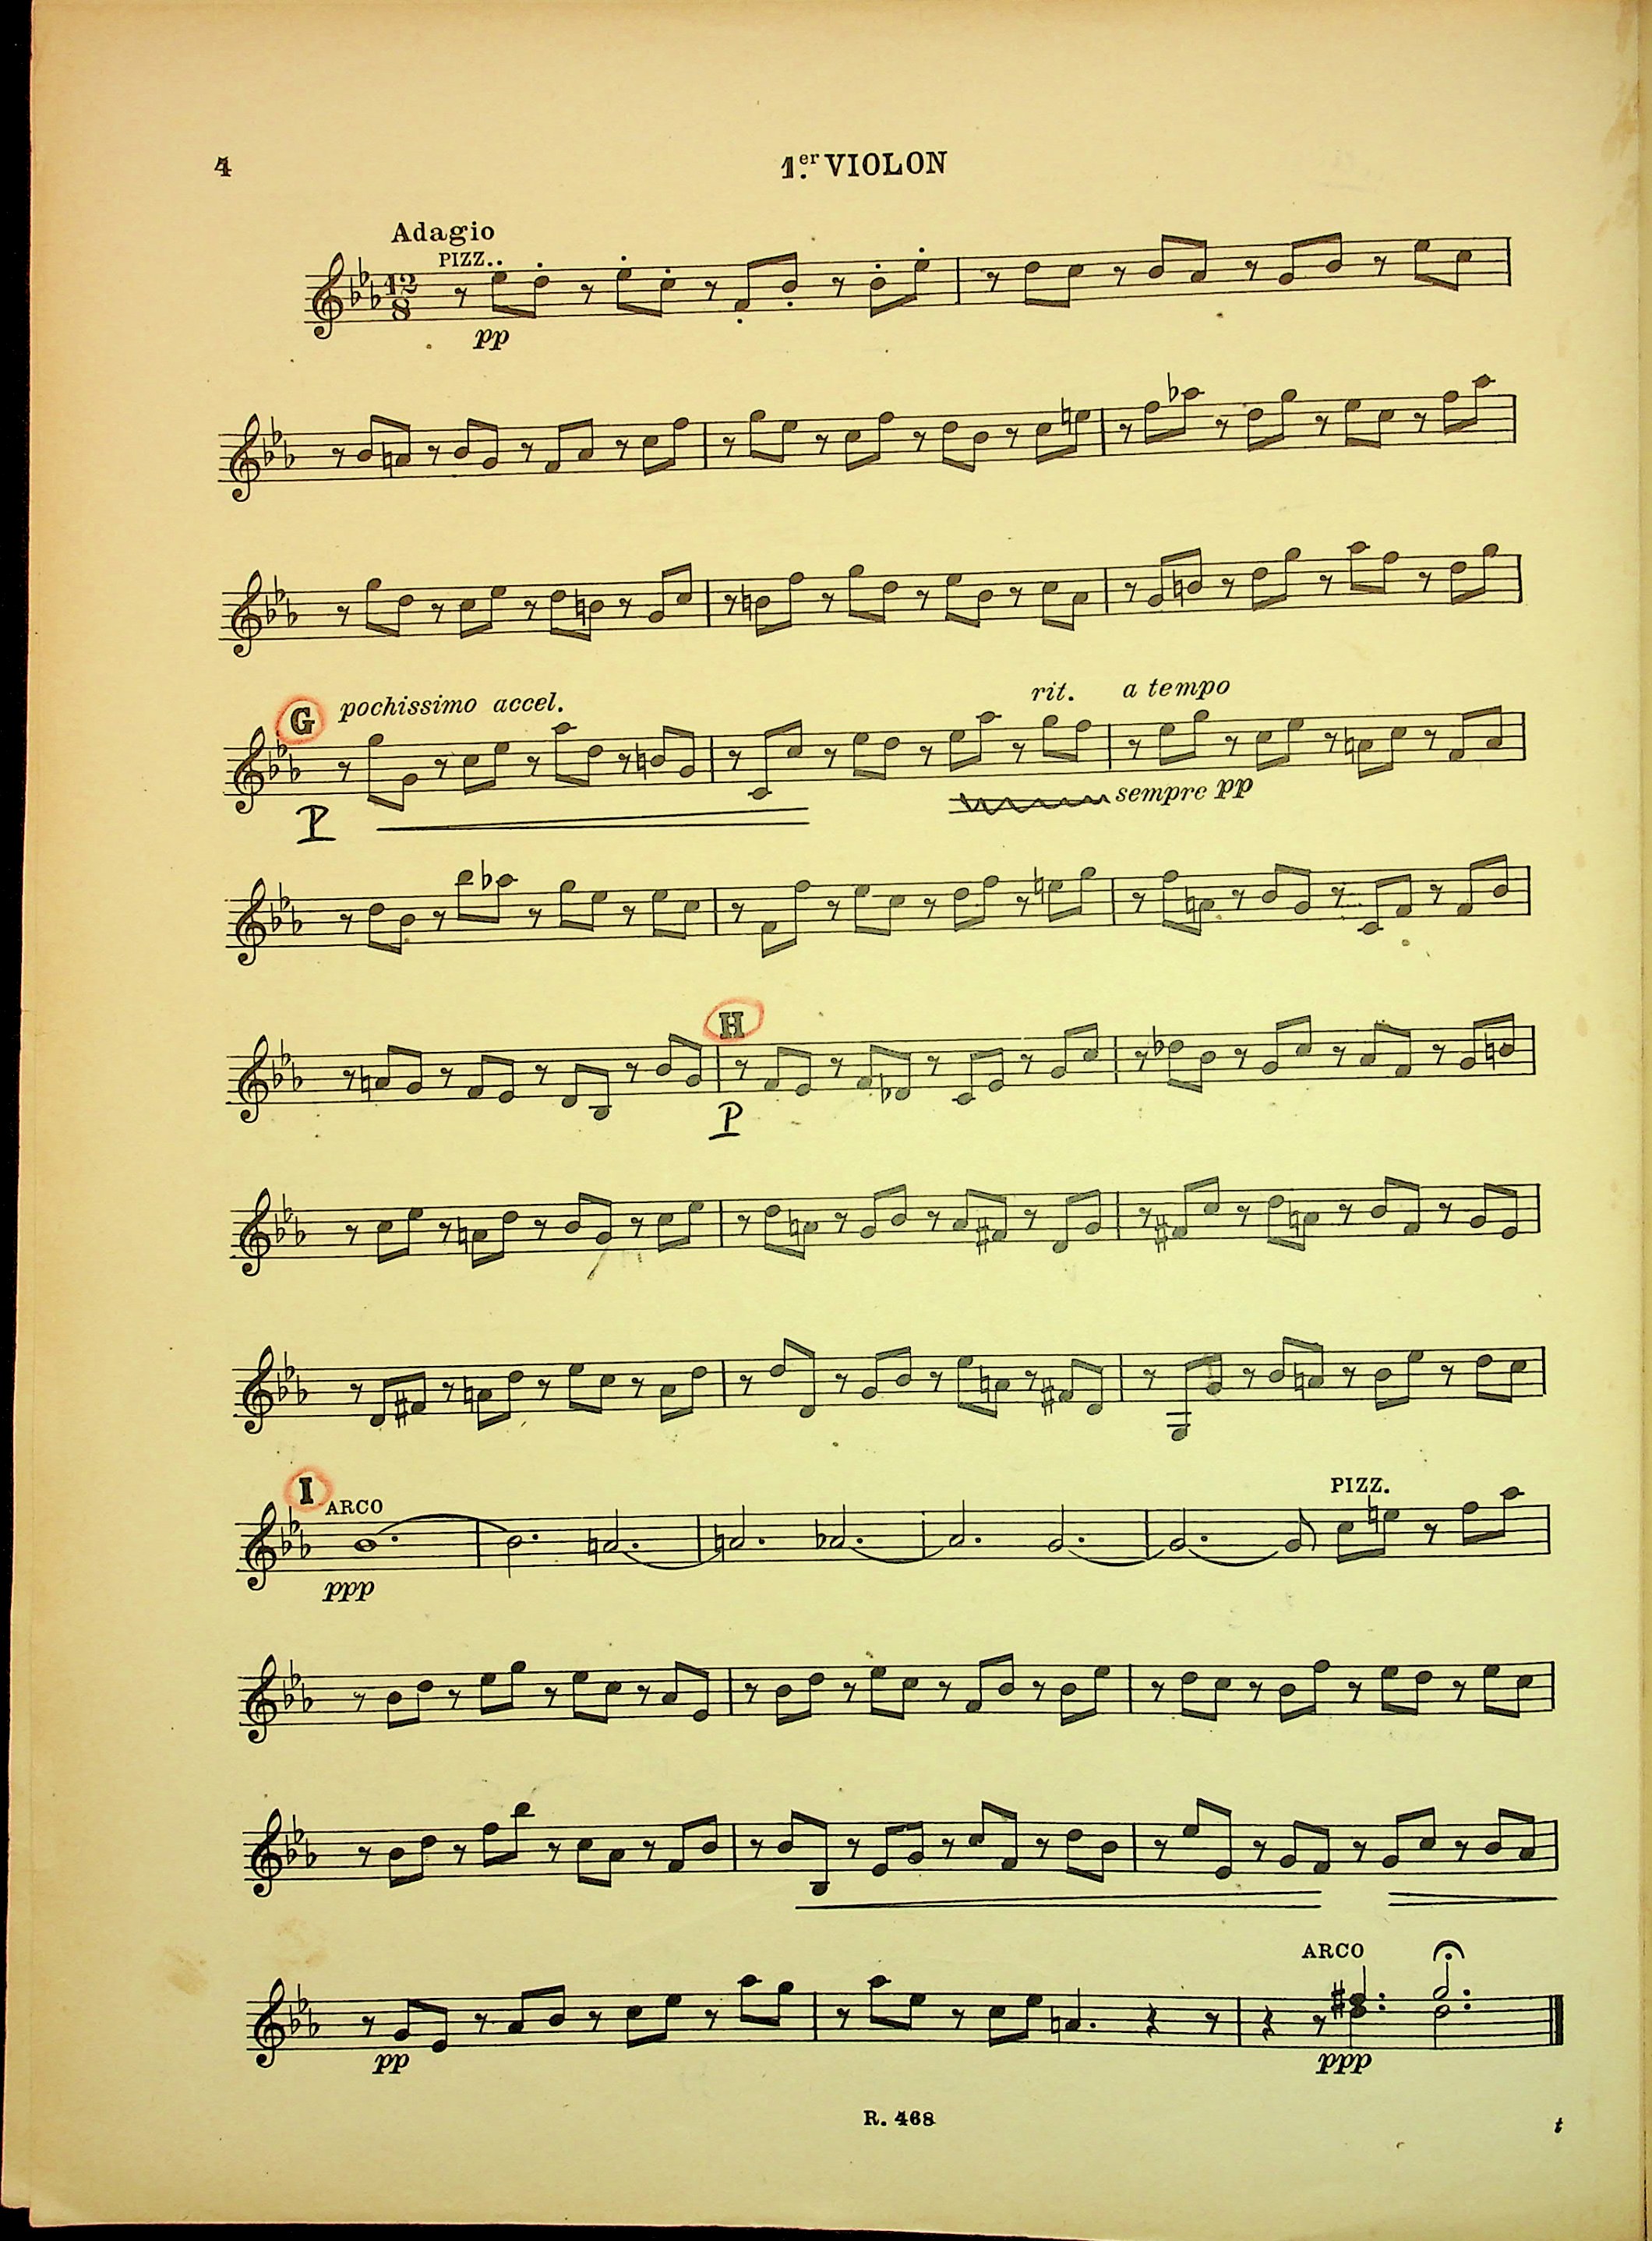 4
1.er VIOLON
Adagio
PIZZ.
12
8
pp
G pochissimo accel. rit. a tempo
P sempre pp
H
P
I ARCO PIZZ.
ppp
ARCO
pp ppp
R. 468
t